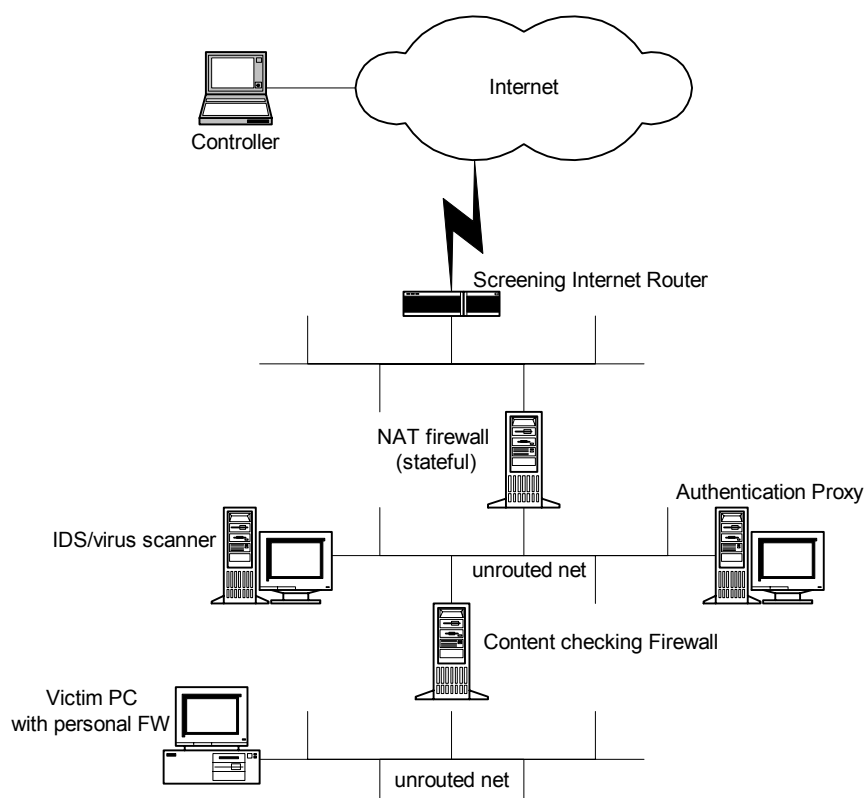 Internet
Controller
Screening Internet Router
NAT firewall
(stateful)
Authentication Proxy
IDS/virus scanner
unrouted net
Content checking Firewall
Victim PC
with personal FW
unrouted net